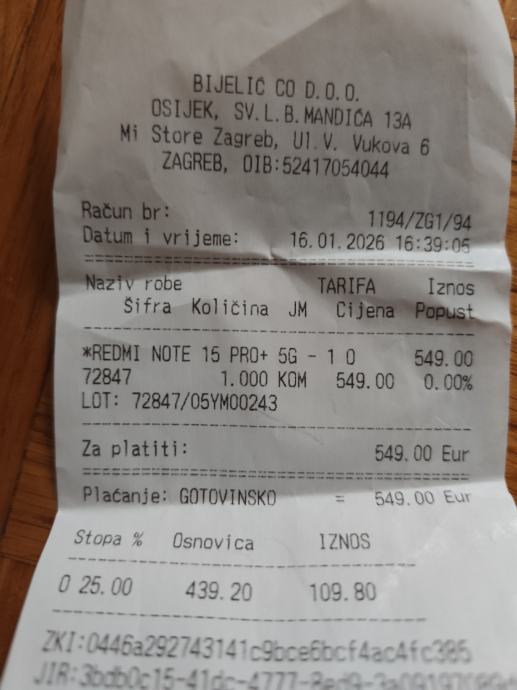 BIJELIĆ CO D.O.O.
OSIJEK, SV.L.B.MANDIĆA 13A
Mi Store Zagreb, Ul.V. Vukova 6
ZAGREB, OIB:52417054044
Račun br: 1194/ZG1/94
Datum i vrijeme: 16.01.2026 16:39:05
Naziv robe TARIFA Iznos
Šifra Količina JM Cijena Popust
*REDMI NOTE 15 PRO+ 5G - 1 0 549.00
72847 1.000 KOM 549.00 0.00%
LOT: 72847/05YM00243
Za platiti: 549.00 Eur
Plaćanje: GOTOVINSKO = 549.00 Eur
Stopa % Osnovica IZNOS
0 25.00 439.20 109.80
ZKI:0446a292743141c9bce6bcf4ac4fc385